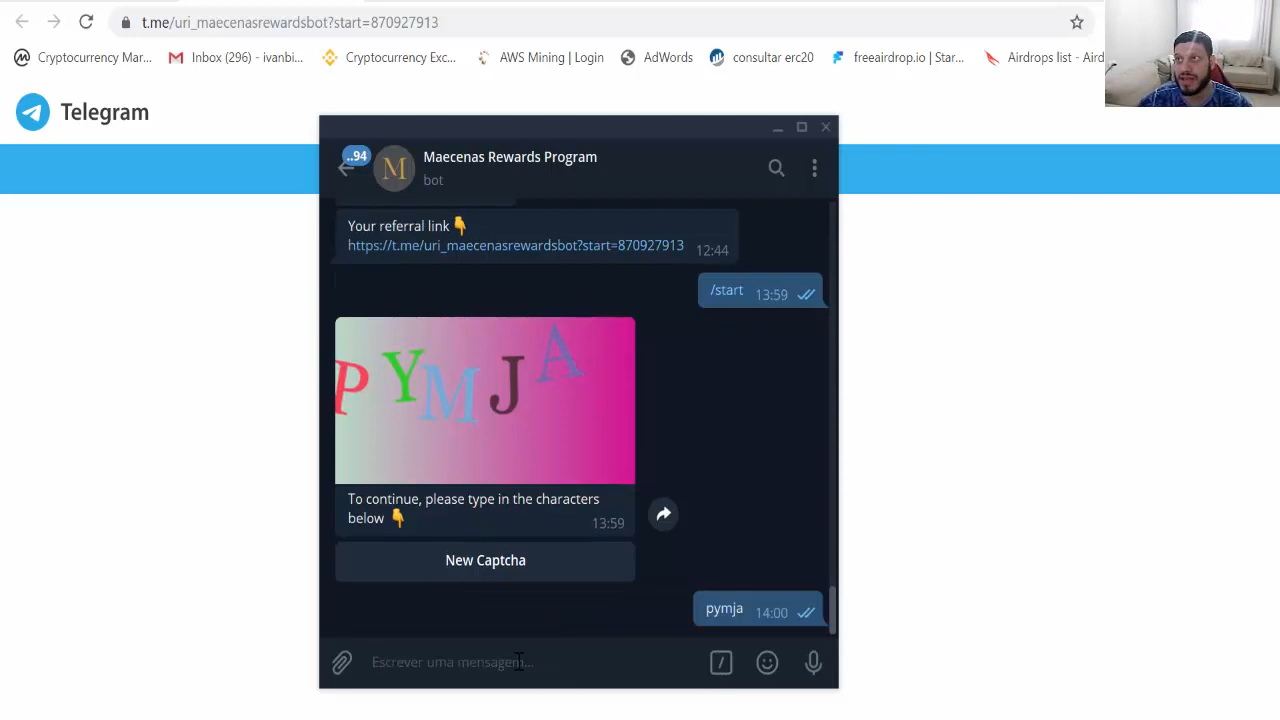 t.me/uri_maecenasrewardsbot?start=870927913
Cryptocurrency Mar...
Inbox (296) - ivanbi...
Cryptocurrency Exc...
AWS Mining | Login
AdWords
consultar erc20
freeairdrop.io | Star...
Airdrops list - Aird
Telegram
..94
M
Maecenas Rewards Program
bot
Your referral link 👇
https://t.me/uri_maecenasrewardsbot?start=870927913
12:44
/start
13:59
P Y M J A
To continue, please type in the characters
below 👇
13:59
New Captcha
pymja
14:00
Escrever uma mensagem...